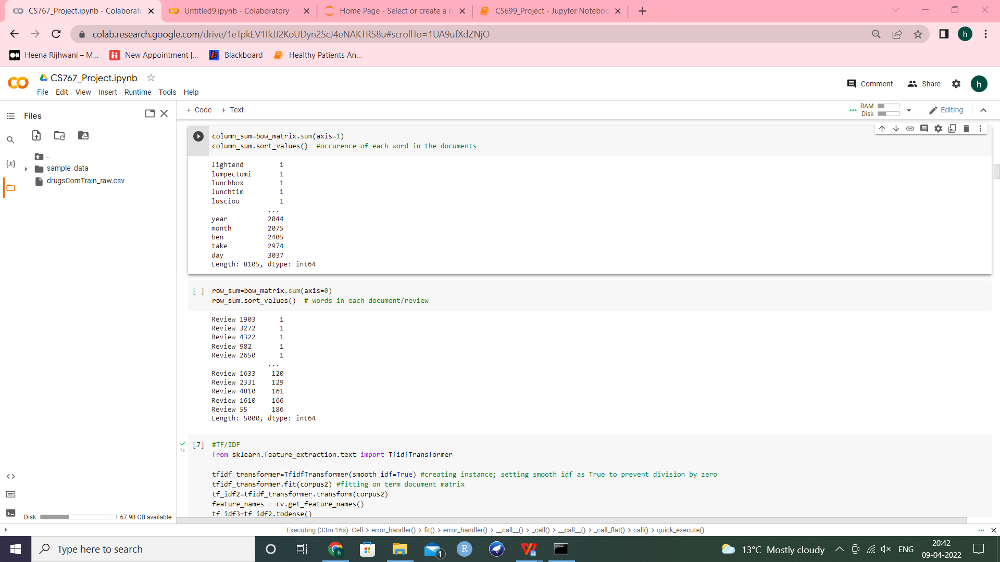 CS767_Project.ipynb - Colaborato
Untitled9.ipynb - Colaboratory
Home Page - Select or create a n
CS699_Project - Jupyter Noteboo
colab.research.google.com/drive/1eTpkEV1IkJJ2KoUDyn2ScJ4eNAKTRS8u#scrollTo=1UA9ufXdZNjO
h
Heena Rijhwani – M...
New Appointment |...
Blackboard
Healthy Patients An...
CS767_Project.ipynb
File Edit View Insert Runtime Tools Help
Comment
Share
h
Files
+ Code + Text
RAM
Disk
Editing
..
sample_data
drugsComTrain_raw.csv
{x}
column_sum=bow_matrix.sum(axis=1)
column_sum.sort_values()  #occurence of each word in the documents
lightend 1
lumpectomi 1
lunchbox 1
lunchtim 1
lusciou 1
...
year 2044
month 2075
ben 2405
take 2974
day 3037
Length: 8105, dtype: int64
[ ] row_sum=bow_matrix.sum(axis=0)
row_sum.sort_values()  # words in each document/review
Review 1903 1
Review 3272 1
Review 4322 1
Review 982 1
Review 2650 1
...
Review 1633 120
Review 2331 129
Review 4810 161
Review 1610 166
Review 55 186
Length: 5000, dtype: int64
1s
[7] #TF/IDF
from sklearn.feature_extraction.text import TfidfTransformer
tfidf_transformer=TfidfTransformer(smooth_idf=True) #creating instance; setting smooth idf as True to prevent division by zero
tfidf_transformer.fit(corpus2) #fitting on term document matrix
tf_idf2=tfidf_transformer.transform(corpus2)
feature_names = cv.get_feature_names()
tf_idf3=tf_idf2.todense()
Disk 67.98 GB available
Executing (33m 16s) Cell > error_handler() > fit() > error_handler() > __call__() > _call() > __call__() > _call_flat() > call() > quick_execute()
Type here to search
1
R
W
13°C Mostly cloudy
ENG
20:42
09-04-2022